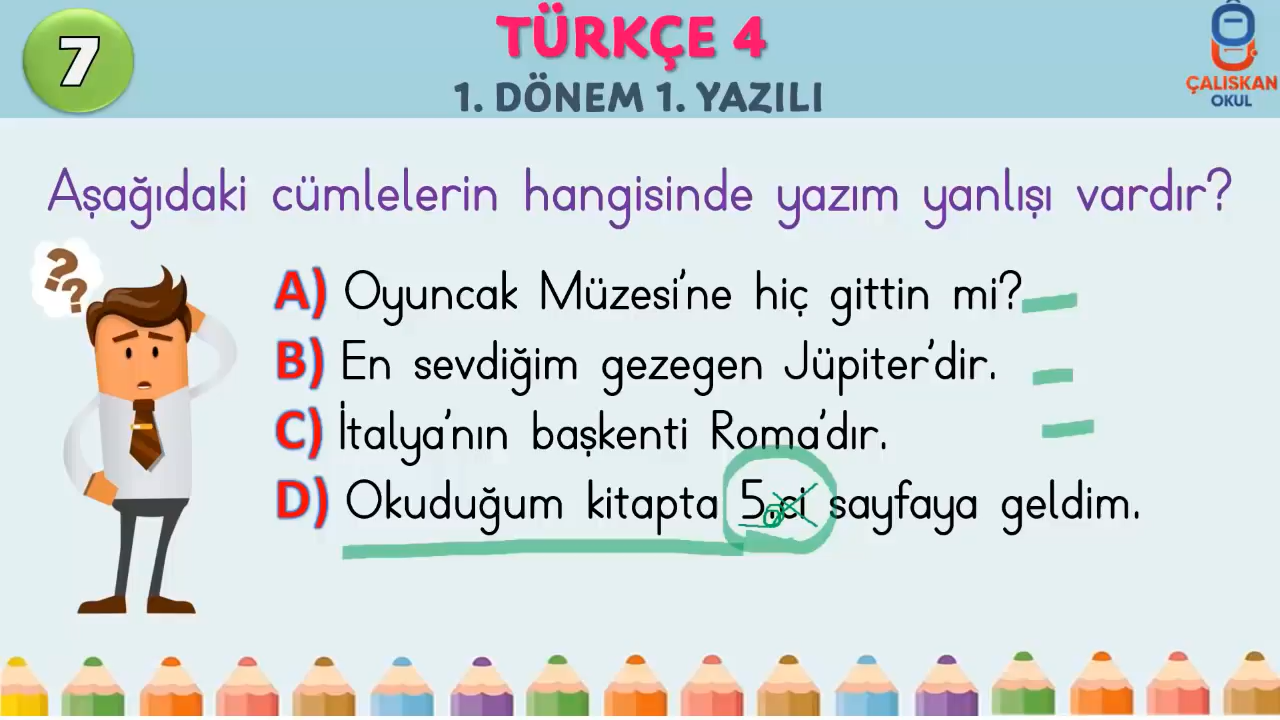 7
TÜRKÇE 4
1. DÖNEM 1. YAZILI
ÇALISKAN
OKUL
Aşağıdaki cümlelerin hangisinde yazım yanlışı vardır?
??
A) Oyuncak Müzesi'ne hiç gittin mi?
B) En sevdiğim gezegen Jüpiter'dir.
C) İtalya'nın başkenti Roma'dır.
D) Okuduğum kitapta 5.ci sayfaya geldim.